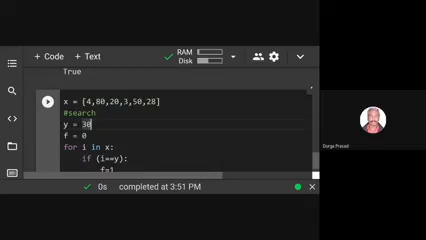 + Code + Text
RAM
Disk
True
x = [4,80,20,3,50,28]
#search
y = 30
f = 0
for i in x:
if (i==y):
f=1
0s completed at 3:51 PM
Durga Prasad